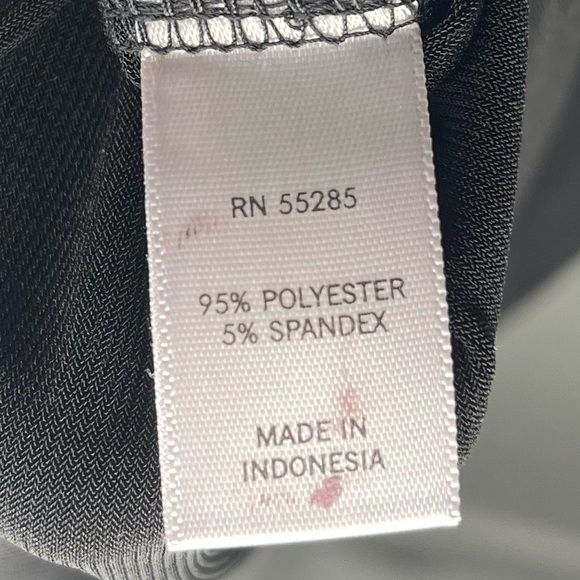 RN 55285
95% POLYESTER
5% SPANDEX
MADE IN
INDONESIA